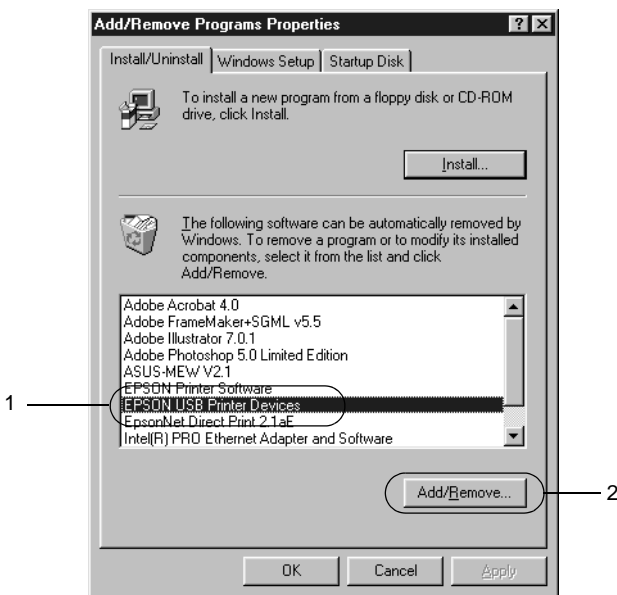 Add/Remove Programs Properties
Install/Uninstall
Windows Setup
Startup Disk
To install a new program from a floppy disk or CD-ROM
drive, click Install.
Install...
The following software can be automatically removed by
Windows. To remove a program or to modify its installed
components, select it from the list and click
Add/Remove.
Adobe Acrobat 4.0
Adobe FrameMaker+SGML v5.5
Adobe Illustrator 7.0.1
Adobe Photoshop 5.0 Limited Edition
ASUS-MEW V2.1
EPSON Printer Software
1
EPSON USB Printer Devices
EpsonNet Direct Print 2.1aE
Intel(R) PRO Ethernet Adapter and Software
Add/Remove...
2
OK
Cancel
Apply